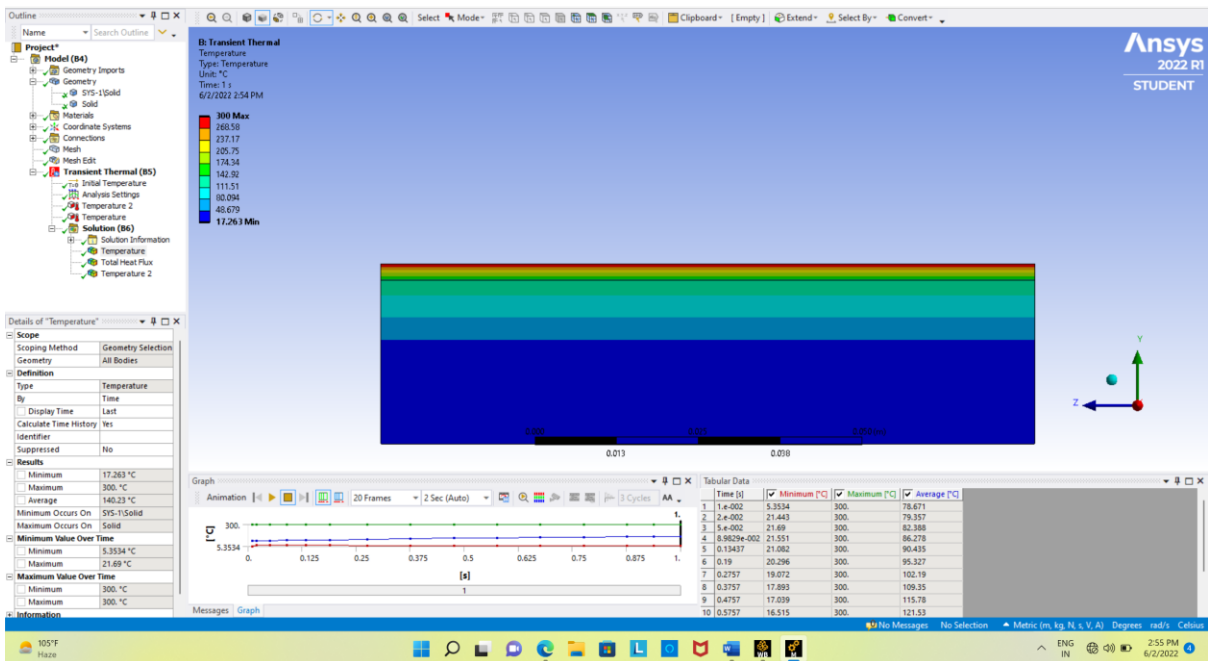 Outline
Name Search Outline
Project*
Model (B4)
Geometry Imports
Geometry
SYS-1\Solid
Solid
Materials
Coordinate Systems
Connections
Mesh
Mesh Edit
Transient Thermal (B5)
Initial Temperature
Analysis Settings
Temperature 2
Temperature
Solution (B6)
Solution Information
Temperature
Total Heat Flux
Temperature 2
Details of "Temperature"
Scope
Scoping Method Geometry Selection
Geometry All Bodies
Definition
Type Temperature
By Time
Display Time Last
Calculate Time History Yes
Identifier
Suppressed No
Results
Minimum 17.263 °C
Maximum 300. °C
Average 140.23 °C
Minimum Occurs On SYS-1\Solid
Maximum Occurs On Solid
Minimum Value Over Time
Minimum 5.3534 °C
Maximum 21.69 °C
Maximum Value Over Time
Minimum 300. °C
Maximum 300. °C
Information
Select Mode Clipboard [Empty] Extend Select By Convert
B: Transient Thermal
Temperature
Type: Temperature
Unit: °C
Time: 1 s
6/2/2022 2:54 PM
300 Max
268.58
237.17
205.75
174.34
142.92
111.51
80.094
48.679
17.263 Min
Ansys
2022 R1
STUDENT
Y
Z
0.013 0.038
Graph
Animation 20 Frames 2 Sec (Auto) 3 Cycles AA
1.
300.
[°C]
5.3534
0. 0.125 0.25 0.375 0.5 0.625 0.75 0.875 1.
[s]
1
Messages Graph
Tabular Data
Time [s] Minimum [°C] Maximum [°C] Average [°C]
1 1.e-002 5.3534 300. 78.671
2 2.e-002 21.443 300. 79.357
3 5.e-002 21.69 300. 82.388
4 8.9829e-002 21.551 300. 86.278
5 0.13437 21.082 300. 90.435
6 0.19 20.296 300. 95.327
7 0.2757 19.072 300. 102.19
8 0.3757 17.893 300. 109.35
9 0.4757 17.039 300. 115.78
10 0.5757 16.515 300. 121.53
No Messages No Selection Metric (m, kg, N, s, V, A) Degrees rad/s Celsius
105°F
Haze
ENG
IN
2:55 PM
6/2/2022
4